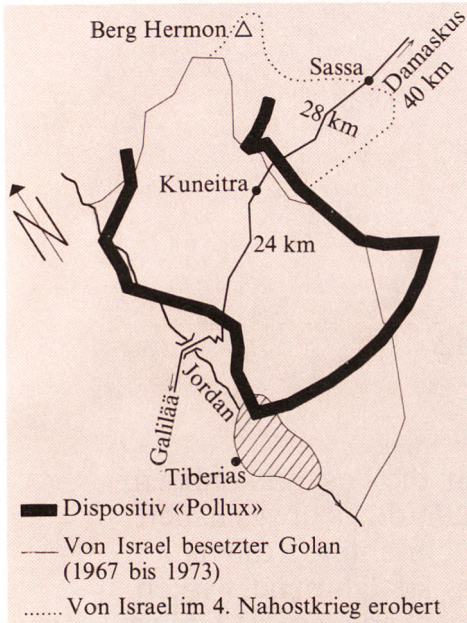 Berg Hermon
Sassa
Damaskus
40 km
28 km
Kuneitra
N
24 km
Jordan
Galilää
Tiberias
Dispositiv «Pollux»
Von Israel besetzter Golan
(1967 bis 1973)
Von Israel im 4. Nahostkrieg erobert